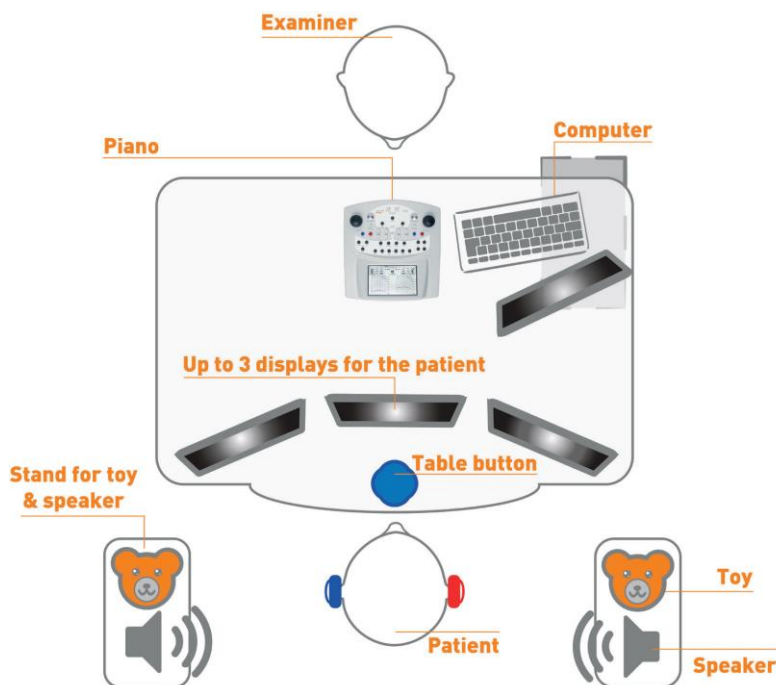 Examiner
Piano
Computer
Up to 3 displays for the patient
Table button
Stand for toy
& speaker
Toy
Patient
Speaker